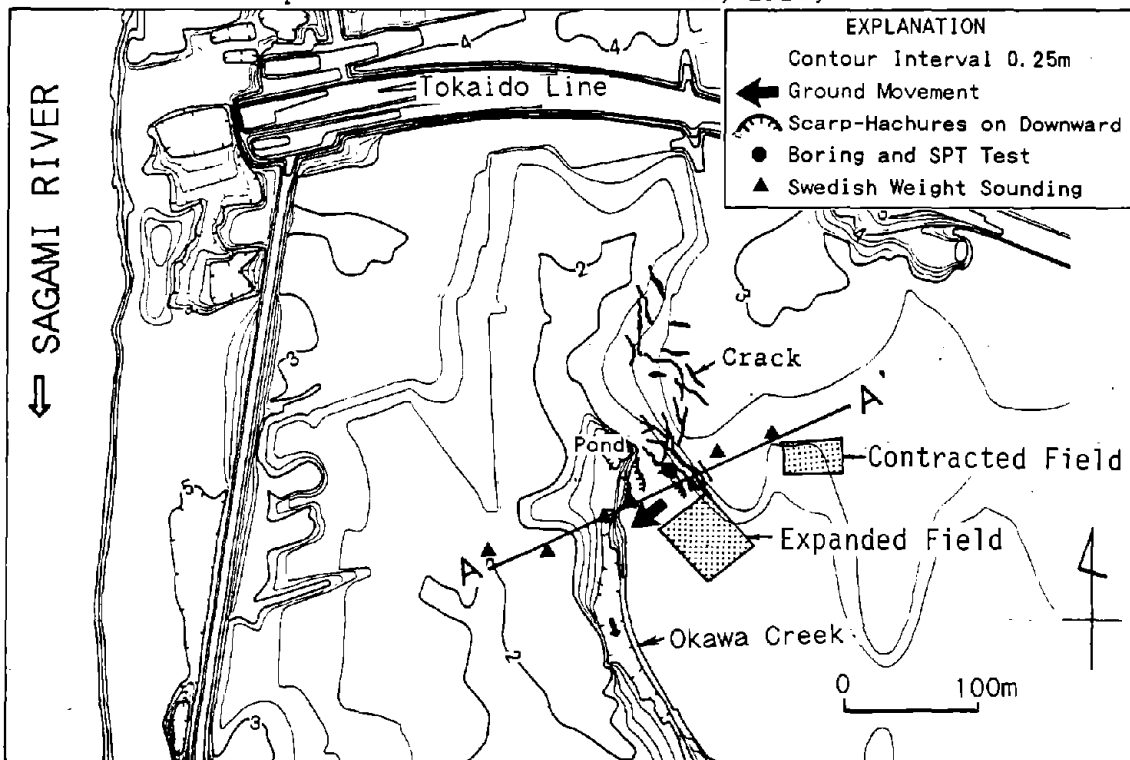 EXPLANATION
Contour Interval 0.25m
Ground Movement
Scarp-Hachures on Downward
Boring and SPT Test
Swedish Weight Sounding
Tokaido Line
SAGAMI RIVER
4
4
2
3
3
Crack
A'
Pond
Contracted Field
5
Expanded Field
A
2
Okawa Creek
0 100m
3